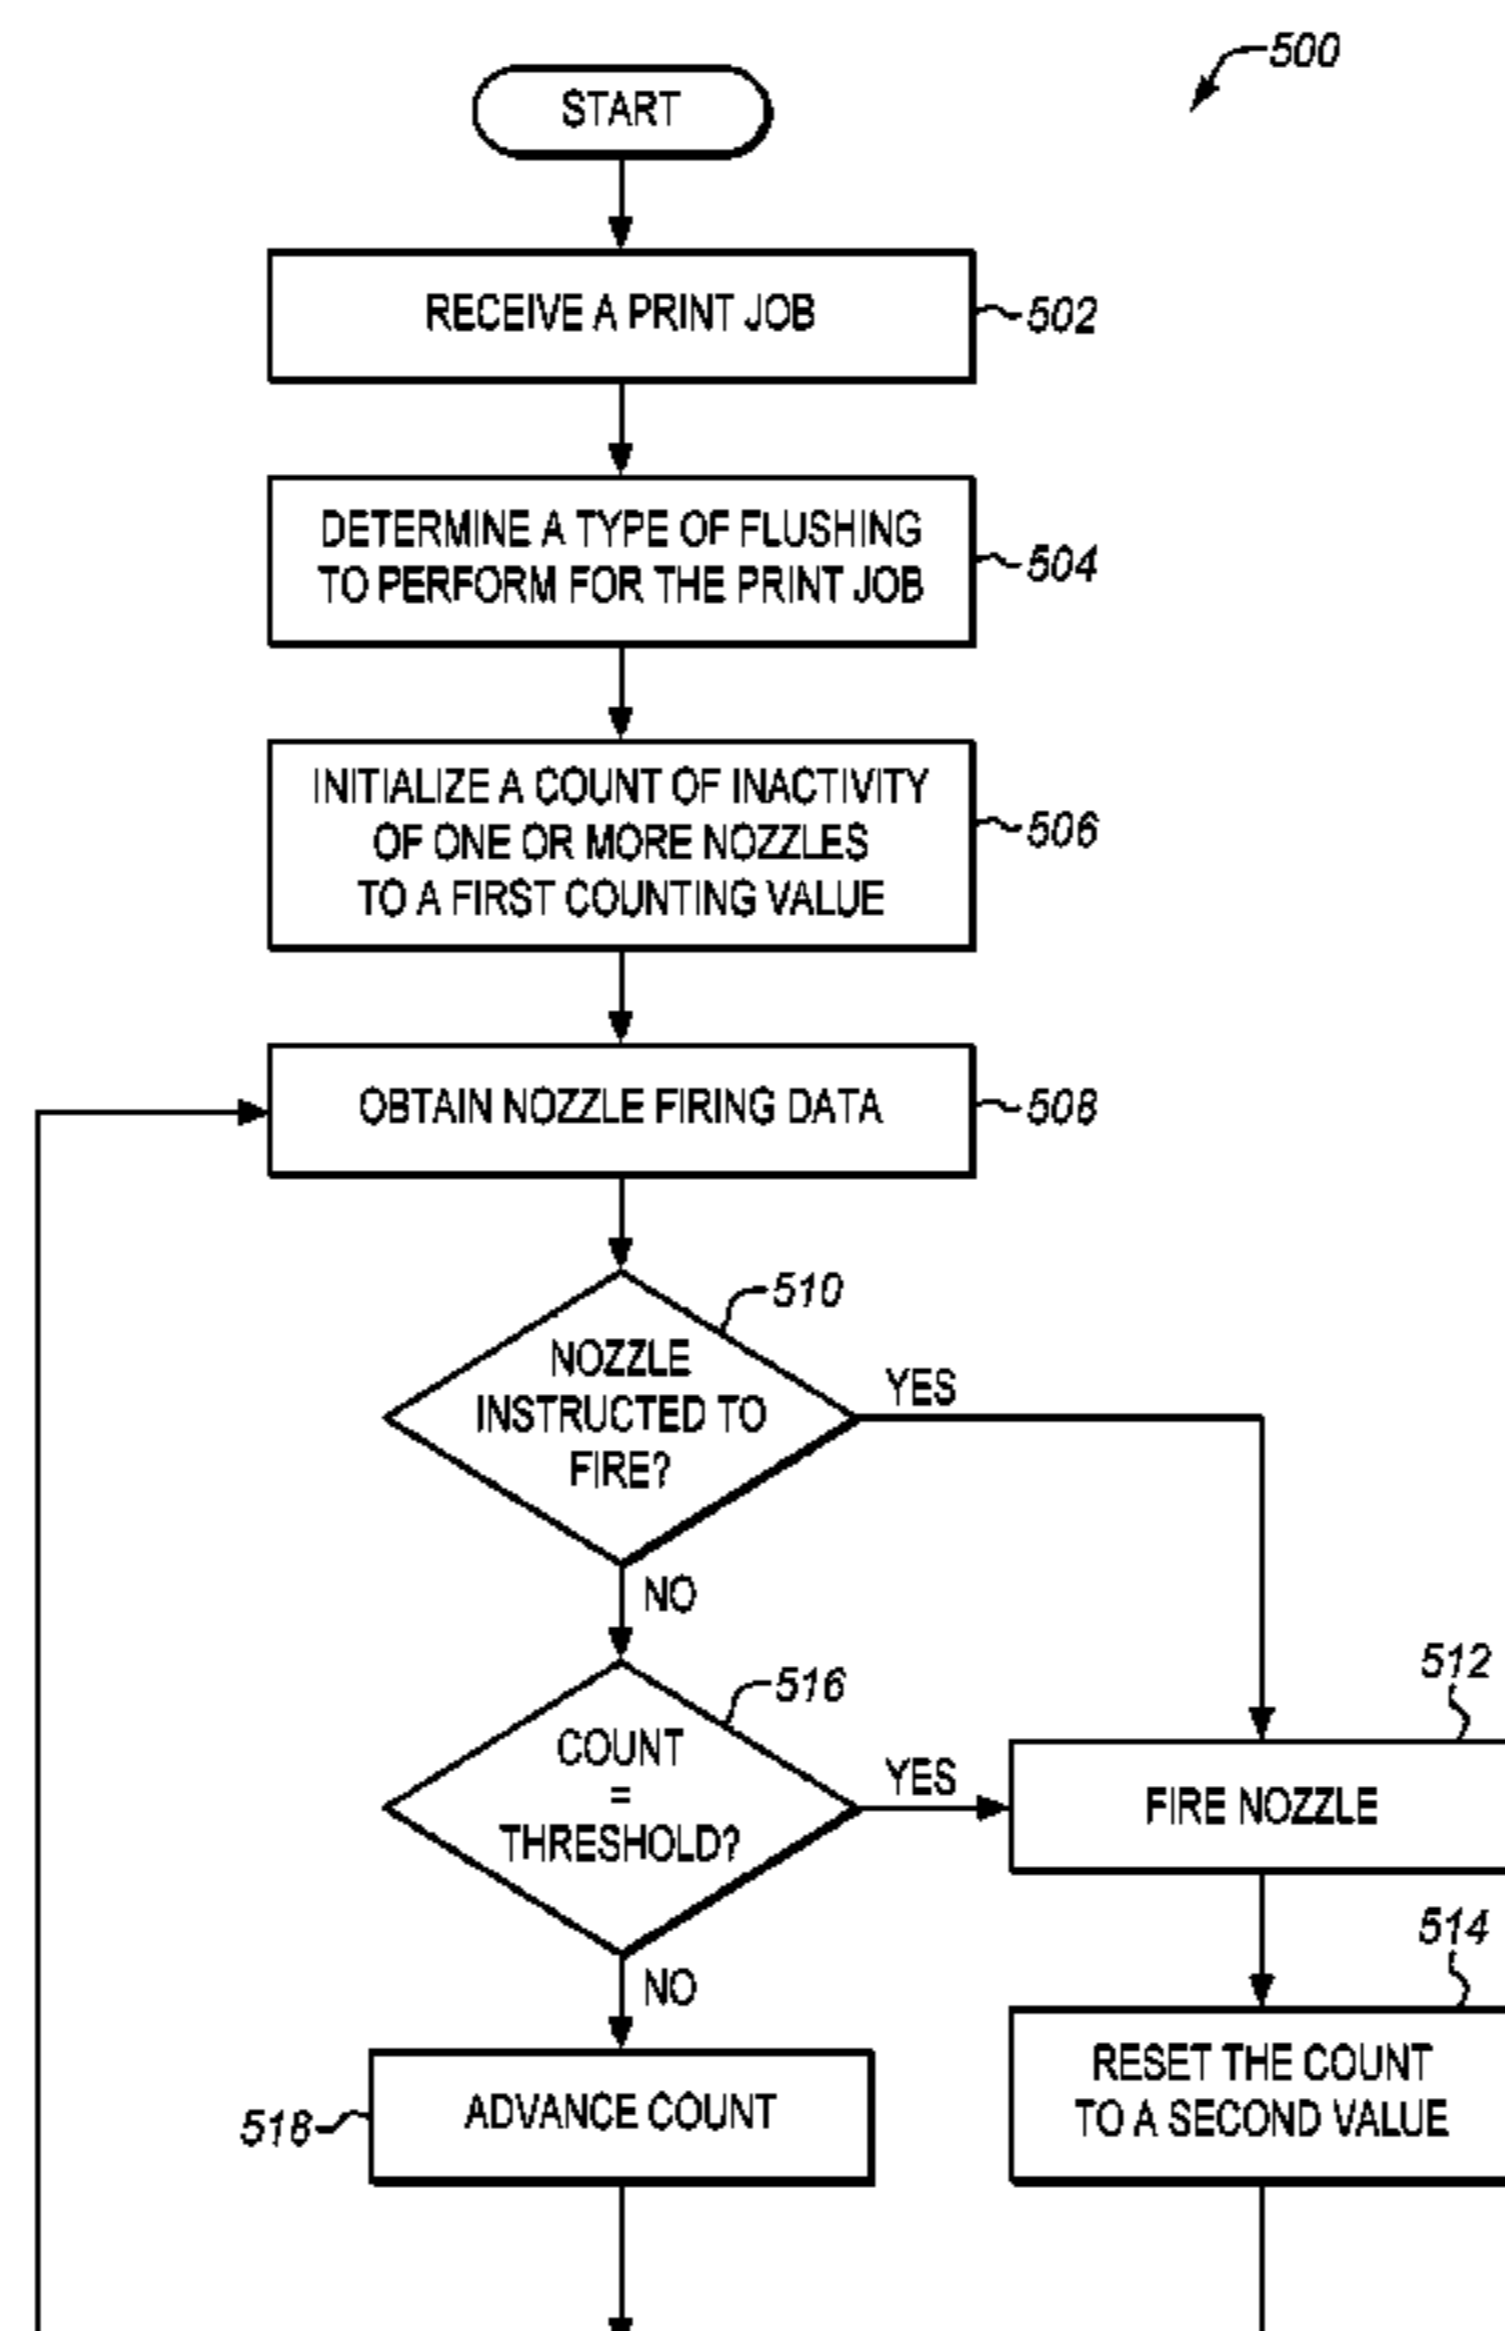 500
START
RECEIVE A PRINT JOB
502
DETERMINE A TYPE OF FLUSHING
TO PERFORM FOR THE PRINT JOB
504
INITIALIZE A COUNT OF INACTIVITY
OF ONE OR MORE NOZZLES
TO A FIRST COUNTING VALUE
506
OBTAIN NOZZLE FIRING DATA
508
510
NOZZLE
INSTRUCTED TO
FIRE?
YES
NO
516
COUNT
=
THRESHOLD?
YES
NO
512
FIRE NOZZLE
514
RESET THE COUNT
TO A SECOND VALUE
518
ADVANCE COUNT